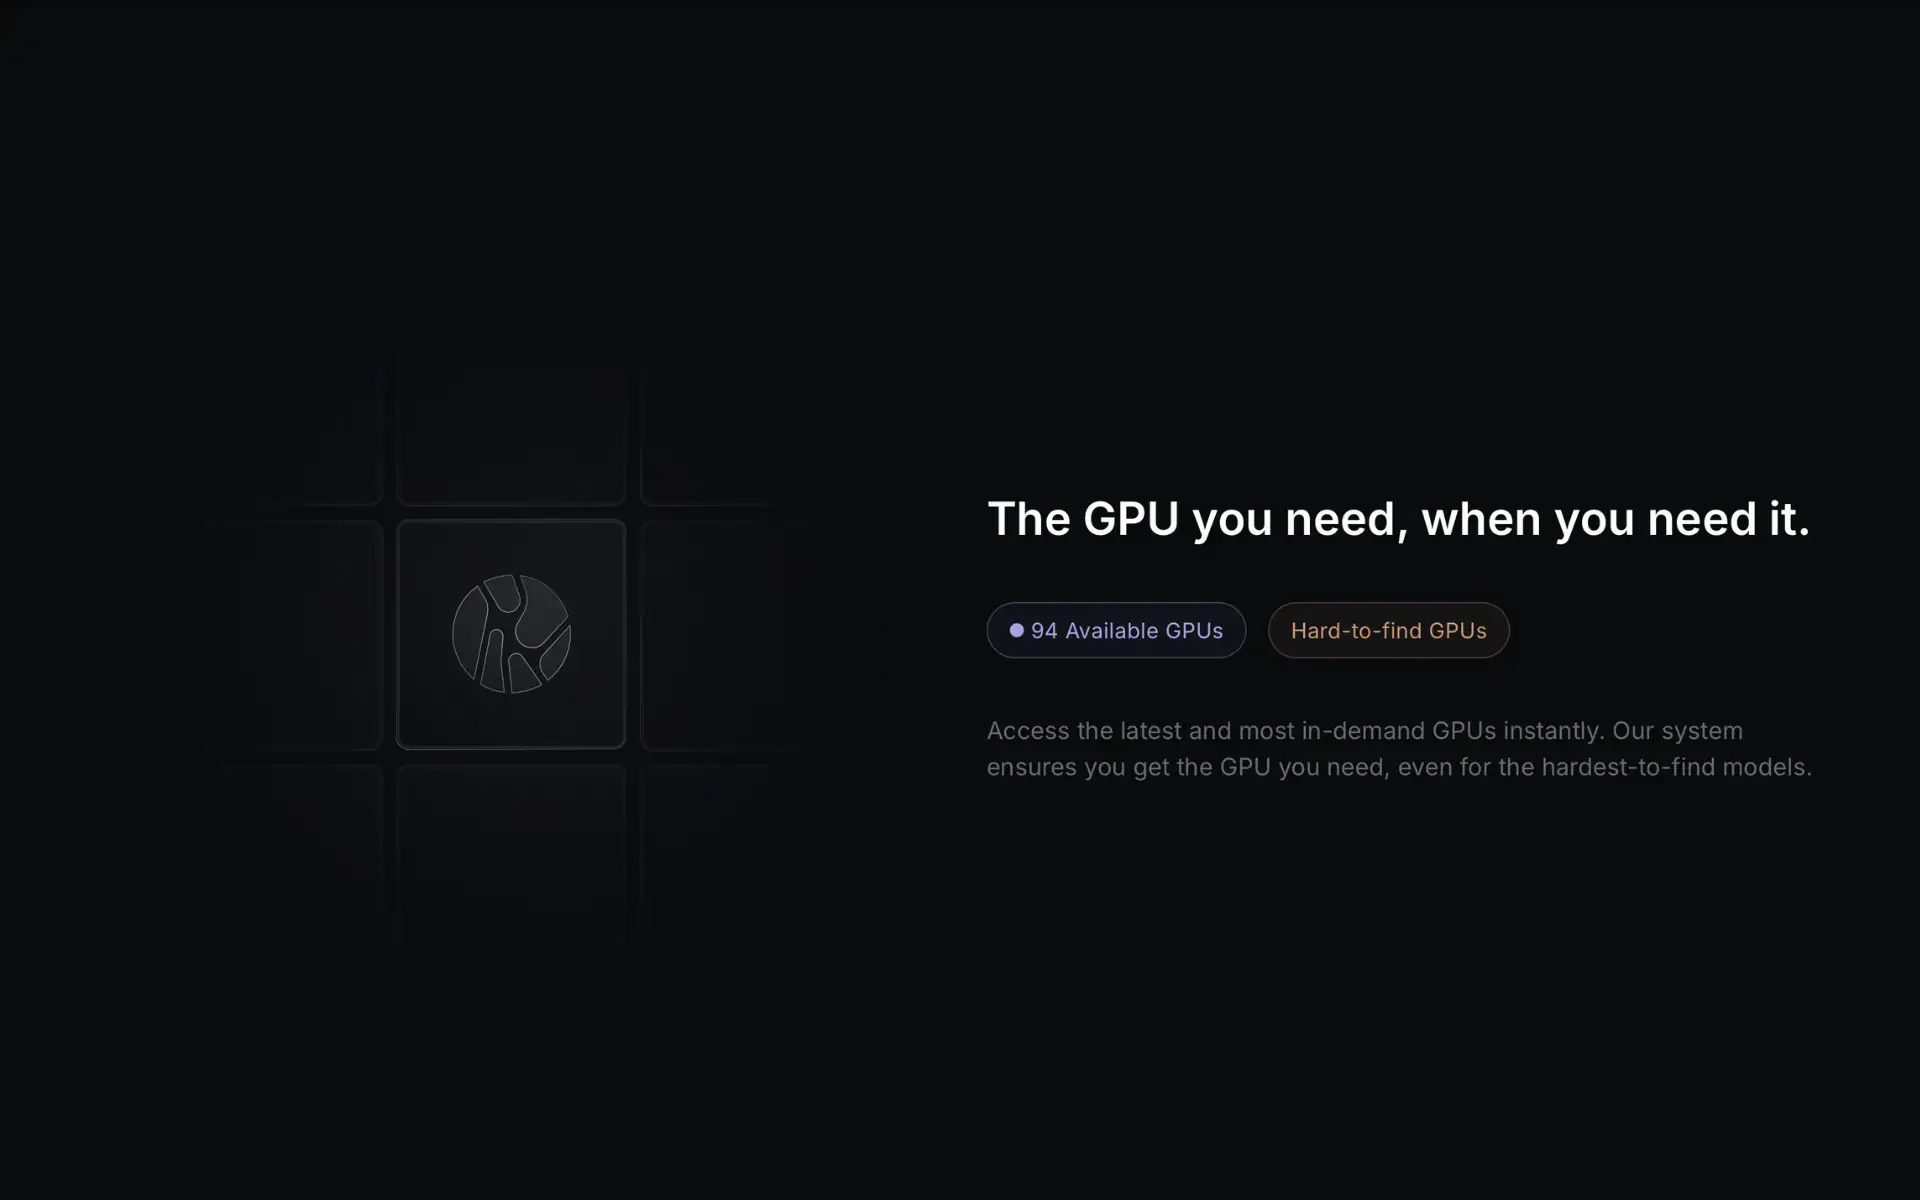 The GPU you need, when you need it.
94 Available GPUs
Hard-to-find GPUs
Access the latest and most in-demand GPUs instantly. Our system
ensures you get the GPU you need, even for the hardest-to-find models.